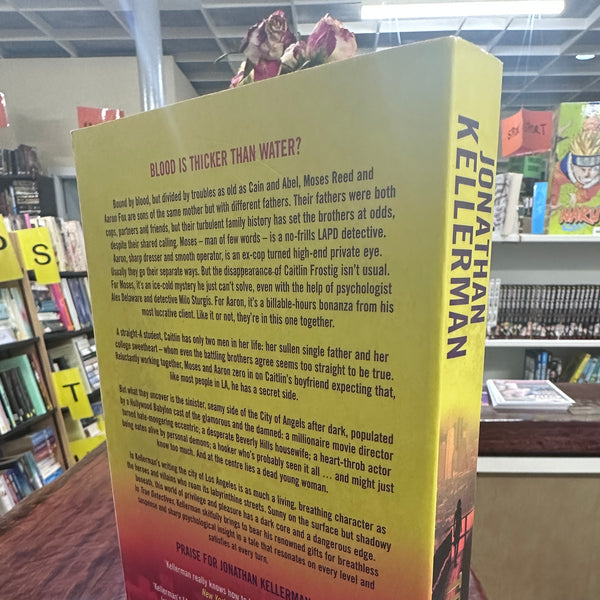 BLOOD IS THICKER THAN WATER?
Bound by blood, but divided by troubles as old as Cain and Abel, Moses Reed and
Aaron Fox are sons of the same mother but with different fathers. Their fathers were both
cops, partners and friends, but their turbulent family history has set the brothers at odds,
despite their shared calling. Moses – man of few words – is a no-frills LAPD detective.
Aaron, sharp dresser and smooth operator, is an ex-cop turned high-end private eye.
Usually they go their separate ways. But the disappearance of Caitlin Frostig isn't usual.
For Moses, it's an ice-cold mystery he just can't solve, even with the help of psychologist
Alex Delaware and detective Milo Sturgis. For Aaron, it's a billable-hours bonanza from his
most lucrative client. Like it or not, they're in this one together.
A straight-A student, Caitlin has only two men in her life: her sullen single father and her
college sweetheart – whom even the battling brothers agree seems too straight to be true.
Reluctantly working together, Moses and Aaron zero in on Caitlin's boyfriend expecting that,
like most people in LA, he has a secret side.
But what they uncover is the sinister, seamy side of the City of Angels after dark, populated
by a Hollywood Babylon cast of the glamorous and the damned: a millionaire movie director
turned hate-mongering eccentric; a desperate Beverly Hills housewife; a heart-throb actor
being eaten alive by personal demons; a hooker who's probably seen it all ... and might just
know too much. And at the centre lies a dead young woman.
In Kellerman's writing the city of Los Angeles is as much a living, breathing character as
the heroes and villains who roam its labyrinthine streets. Sunny on the surface but shadowy
beneath, this world of privilege and pleasure has a dark core and a dangerous edge.
In True Detectives, Kellerman skilfully brings to bear his renowned gifts for breathless
suspense and sharp psychological insight in a tale that resonates on every level and
satisfies at every turn.
PRAISE FOR JONATHAN KELLERMAN
Kellerman really knows how to
New Yor
JONATHAN
KELLERMAN
P
S
T